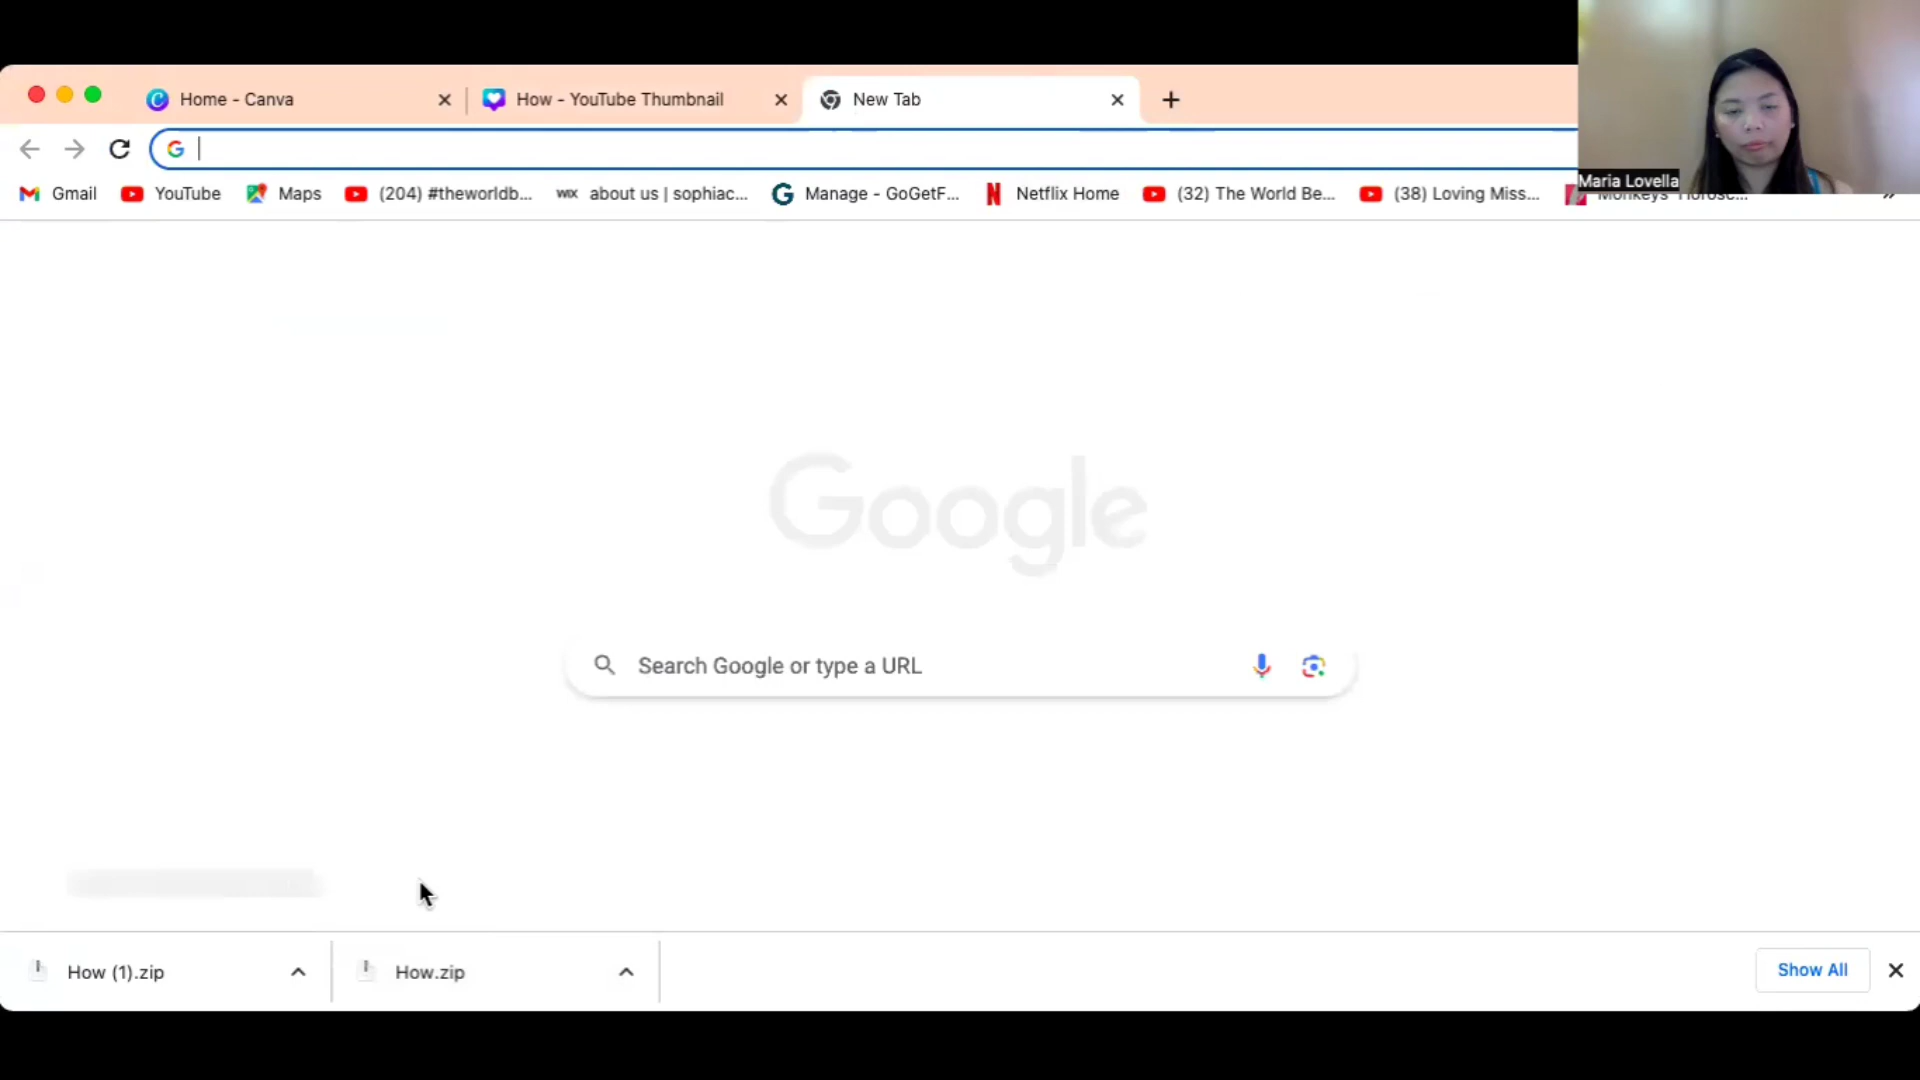 Home - Canva
How - YouTube Thumbnail
New Tab
Gmail
YouTube
Maps
(204) #theworldb...
WIX about us | sophiac...
Manage - GoGetF...
Netflix Home
(32) The World Be...
(38) Loving Miss...
Maria Lovella
Google
Search Google or type a URL
How (1).zip
How.zip
Show All